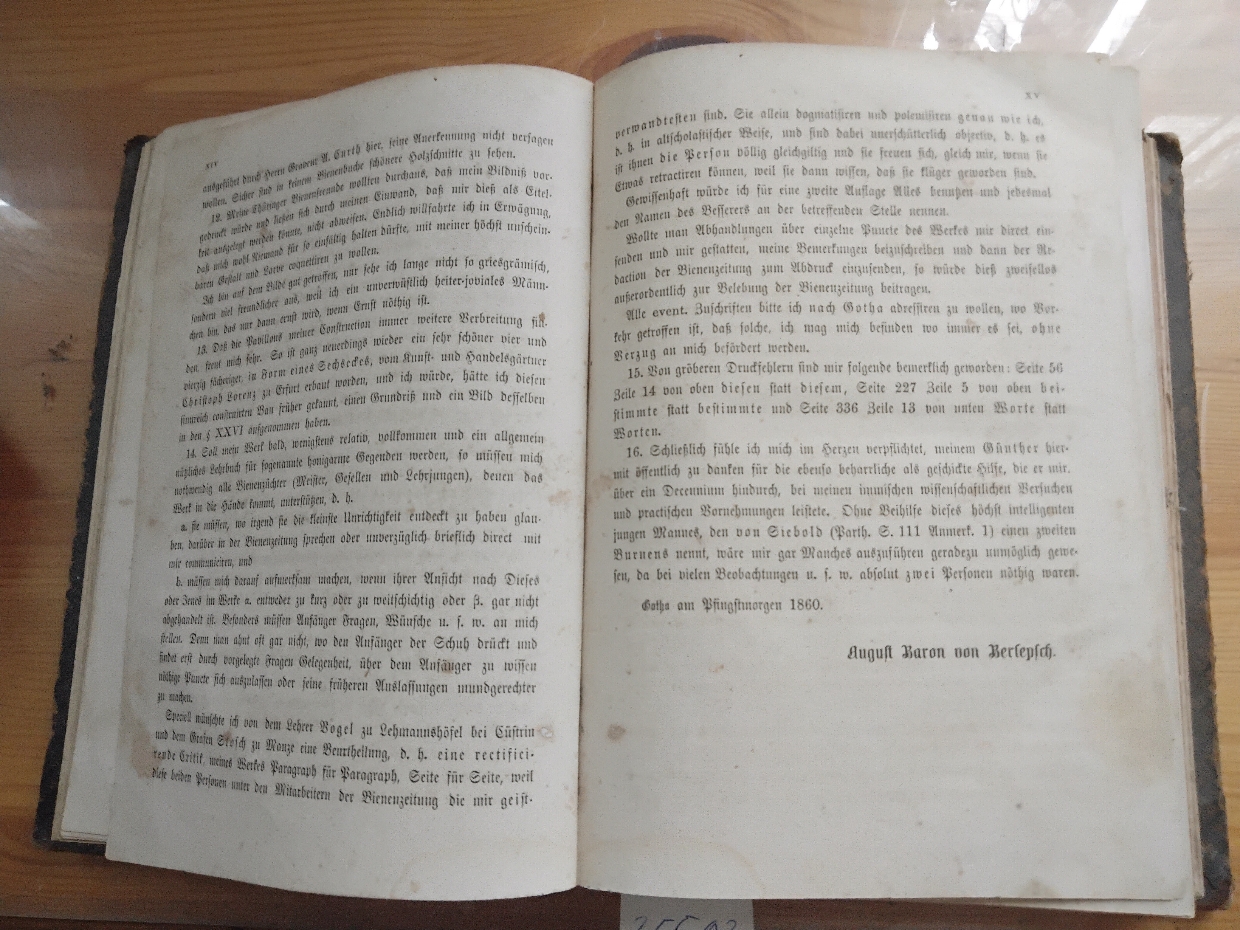 XIV
ausgeführt durch Herrn Graveur A. Curth hier, seine Anerkennung nicht versagen
wollen. Sicher sind in keinem Bienenbuche schönere Holzschnitte zu sehen.
12. Meine Thüringer Bienenfreunde wollten durchaus, daß mein Bildniß vor-
gedruckt würde und ließen sich durch meinen Einwand, daß mir dieß als Eitel-
keit ausgelegt werden könnte, nicht abweisen. Endlich willfahrte ich in Erwägung,
daß mich wohl Niemand für so einfältig halten dürfte, mit meiner höchst unschein-
baren Gestalt und Larve coquettiren zu wollen.
Ich bin auf dem Bilde gut getroffen, nur sehe ich lange nicht so griesgrämisch,
sondern viel freundlicher aus, weil ich ein unverwüstlich heiter-joviales Männ-
chen bin, das nur dann ernst wird, wenn Ernst nöthig ist.
13. Daß die Pavillons meiner Construction immer weitere Verbreitung fin-
den, freut mich sehr. So ist ganz neuerdings wieder ein sehr schöner vier und
vierzig fächeriger, in Form eines Sechseckes, vom Kunst- und Handelsgärtner
Christoph Lorenz zu Erfurt erbaut worden, und ich würde, hätte ich diesen
sinnreich construirten Bau früher gekannt, einen Grundriß und ein Bild desselben
in den § XXVI aufgenommen haben.
14. Soll mein Werk bald, wenigstens relativ, vollkommen und ein allgemein
nützliches Lehrbuch für sogenannte honigarme Gegenden werden, so müssen mich
nothwendig alle Bienenzüchter (Meister, Gesellen und Lehrjungen), denen das
Werk in die Hände kommt, unterstützen, d. h.
a. sie müssen, wo irgend sie die kleinste Unrichtigkeit entdeckt zu haben glau-
ben, darüber in der Bienenzeitung sprechen oder unverzüglich brieflich direct mit
mir communiciren, und
b. müssen mich darauf aufmerksam machen, wenn ihrer Ansicht nach Dieses
oder Jenes im Werke α. entweder zu kurz oder zu weitschichtig oder β. gar nicht
abgehandelt ist. Besonders müssen Anfänger Fragen, Wünsche u. s. w. an mich
stellen. Denn man ahnt oft gar nicht, wo den Anfänger der Schuh drückt und
findet erst durch vorgelegte Fragen Gelegenheit, über dem Anfänger zu wissen
nöthige Puncte sich auszulassen oder seine früheren Auslassungen mundgerechter
zu machen.
Speciell wünschte ich von dem Lehrer Vogel zu Lehmannshöfel bei Cüstrin
und dem Grafen Stosch zu Manze eine Beurtheilung, d. h. eine rectifici-
rende Critik, meines Werkes Paragraph für Paragraph, Seite für Seite, weil
diese beiden Personen unter den Mitarbeitern der Bienenzeitung die mir geist-
XV
verwandtesten sind. Sie allein dogmatisiren und polemisiren genau wie ich,
d. h. in altscholastischer Weise, und sind dabei unerschütterlich objectiv, d. h. es
ist ihnen die Person völlig gleichgiltig und sie freuen sich, gleich mir, wenn sie
Etwas retractiren können, weil sie dann wissen, daß sie klüger geworden sind.
Gewissenhaft würde ich für eine zweite Auflage Alles benutzen und jedesmal
den Namen des Besserers an der betreffenden Stelle nennen.
Wollte man Abhandlungen über einzelne Puncte des Werkes mir direct ein-
senden und mir gestatten, meine Bemerkungen beizuschreiben und dann der Re-
daction der Bienenzeitung zum Abdruck einzusenden, so würde dieß zweifellos
außerordentlich zur Belebung der Bienenzeitung beitragen.
Alle event. Zuschriften bitte ich nach Gotha adressiren zu wollen, wo Vor-
kehr getroffen ist, daß solche, ich mag mich befinden wo immer es sei, ohne
Verzug an mich befördert werden.
15. Von gröberen Druckfehlern sind mir folgende bemerklich geworden: Seite 56
Zeile 14 von oben diesen statt diesem, Seite 227 Zeile 5 von oben bei-
stimmte statt bestimmte und Seite 336 Zeile 13 von unten Worte statt
Worten.
16. Schließlich fühle ich mich im Herzen verpflichtet, meinem Günther hier-
mit öffentlich zu danken für die ebenso beharrliche als geschickte Hilfe, die er mir,
über ein Decennium hindurch, bei meinen immischen wissenschaftlichen Versuchen
und practischen Vornehmungen leistete. Ohne Beihilfe dieses höchst intelligenten
jungen Mannes, den von Siebold (Parth. S. 111 Anmerk. 1) einen zweiten
Burnens nennt, wäre mir gar Manches auszuführen geradezu unmöglich gewe-
sen, da bei vielen Beobachtungen u. s. w. absolut zwei Personen nöthig waren.
Gotha am Pfingstmorgen 1860.
August Baron von Berlepsch.